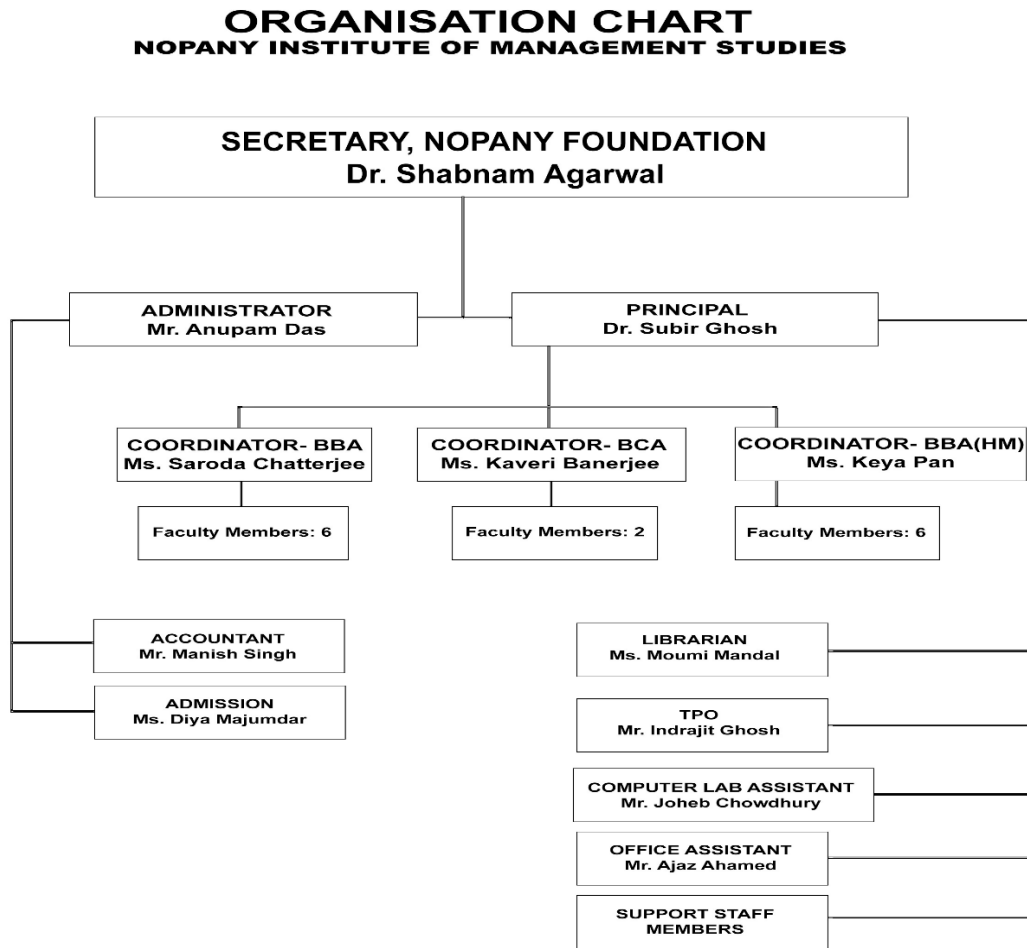 ORGANISATION CHART
NOPANY INSTITUTE OF MANAGEMENT STUDIES
SECRETARY, NOPANY FOUNDATION
Dr. Shabnam Agarwal
ADMINISTRATOR
Mr. Anupam Das
PRINCIPAL
Dr. Subir Ghosh
COORDINATOR- BBA
Ms. Saroda Chatterjee
COORDINATOR- BCA
Ms. Kaveri Banerjee
COORDINATOR- BBA(HM)
Ms. Keya Pan
Faculty Members: 6
Faculty Members: 2
Faculty Members: 6
ACCOUNTANT
Mr. Manish Singh
ADMISSION
Ms. Diya Majumdar
LIBRARIAN
Ms. Moumi Mandal
TPO
Mr. Indrajit Ghosh
COMPUTER LAB ASSISTANT
Mr. Joheb Chowdhury
OFFICE ASSISTANT
Mr. Ajaz Ahamed
SUPPORT STAFF
MEMBERS